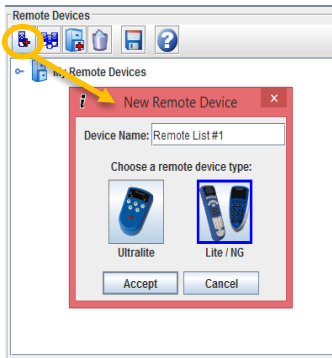 Remote Devices
My Remote Devices
New Remote Device
Device Name: Remote List #1
Choose a remote device type:
Ultralite Lite / NG
Accept Cancel